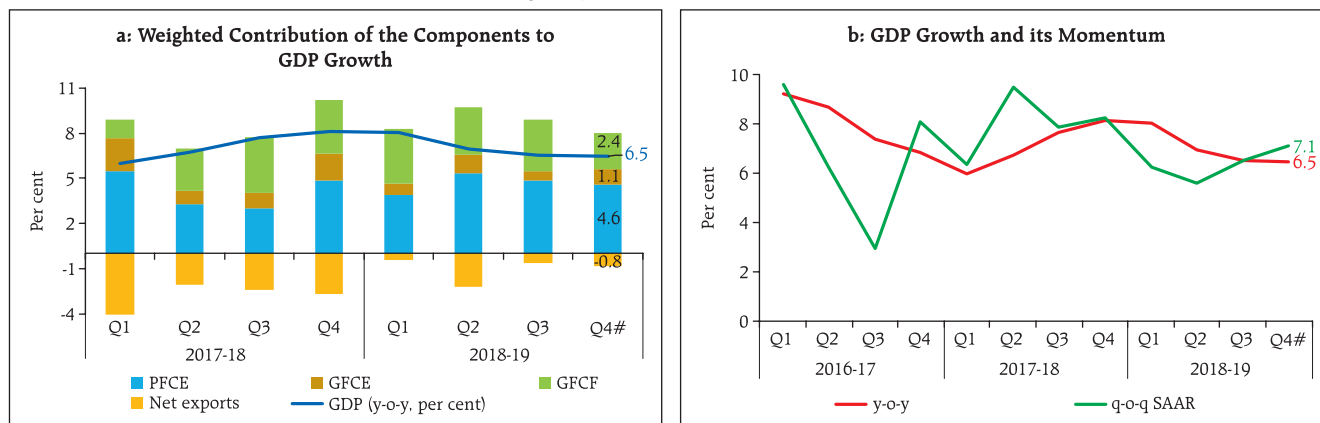 a: Weighted Contribution of the Components to
GDP Growth
Per cent
11
8
5
2
-1
-4
2.4
6.5
1.1
4.6
-0.8
Q1 Q2 Q3 Q4 Q1 Q2 Q3 Q4#
2017-18 2018-19
PFCE GFCE GFCF
Net exports GDP (y-o-y, per cent)
b: GDP Growth and its Momentum
Per cent
10
8
6
4
2
0
7.1
6.5
Q1 Q2 Q3 Q4 Q1 Q2 Q3 Q4 Q1 Q2 Q3 Q4#
2016-17 2017-18 2018-19
y-o-y q-o-q SAAR